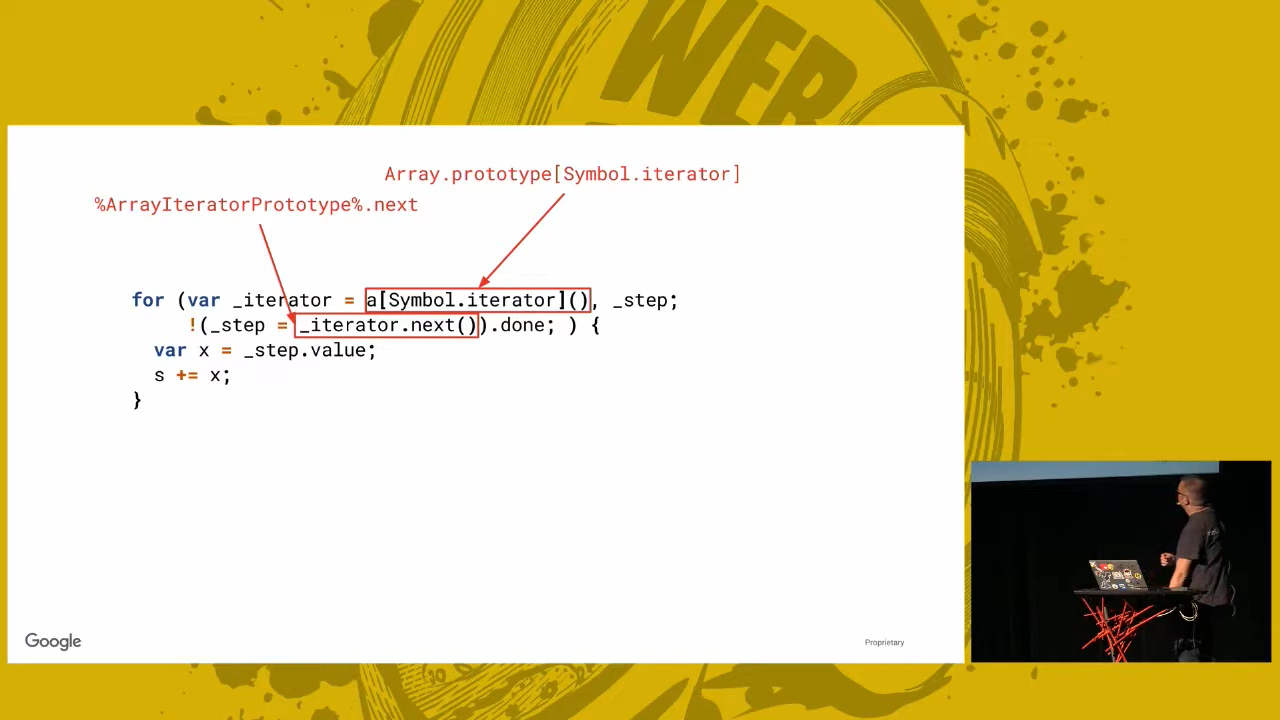 WEB
Array.prototype[Symbol.iterator]
%ArrayIteratorPrototype%.next
for (var _iterator = a[Symbol.iterator](), _step;
!(_step = _iterator.next()).done; ) {
var x = _step.value;
s += x;
}
Google
Proprietary